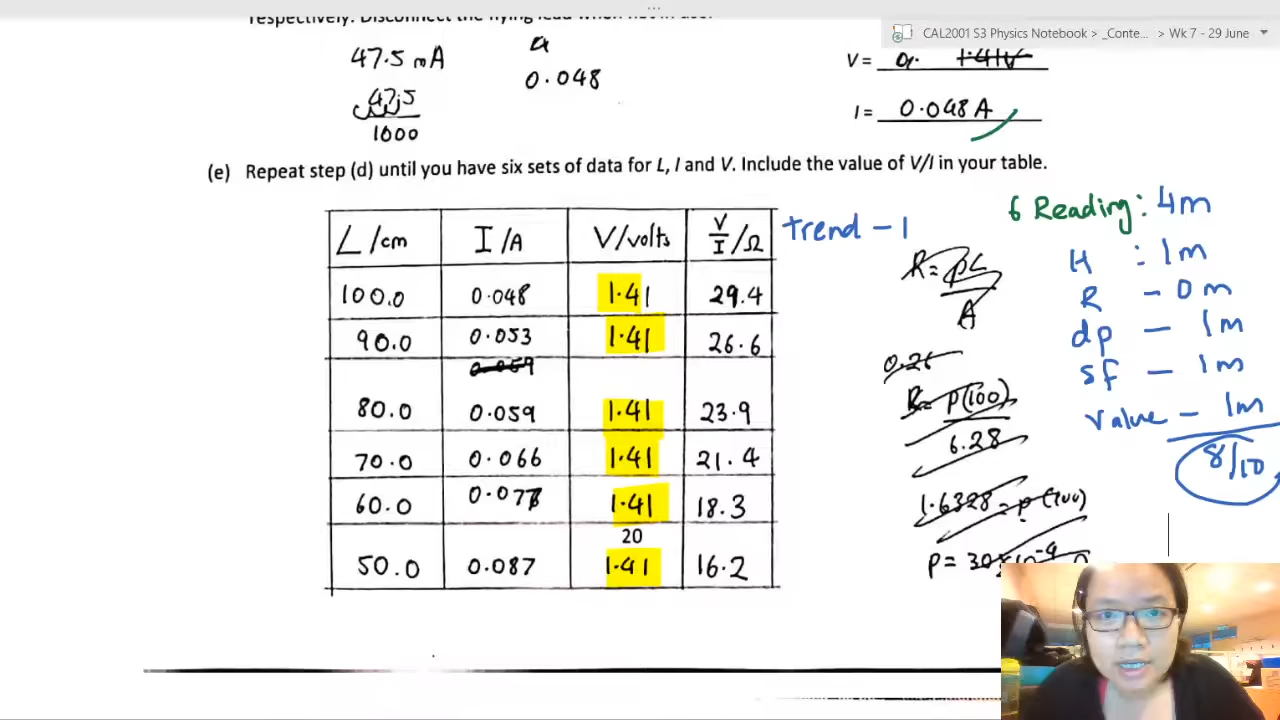 respectively. Disconnect the flying lead when not in use.
CAL2001 S3 Physics Notebook > _Conte... > Wk 7 - 29 June
47.5 mA
0.048
47.5
1000
V = 1.41V
I = 0.048 A
(e) Repeat step (d) until you have six sets of data for L, I and V. Include the value of V/I in your table.
L/cm I/A V/volts V/I /Ω
100.0 0.048 1.41 29.4
90.0 0.053 1.41 26.6
0.059
80.0 0.059 1.41 23.9
70.0 0.066 1.41 21.4
60.0 0.077 1.41 18.3
20
50.0 0.087 1.41 16.2
trend - 1
R = ρL
A
0.26
R = ρ(100)
6.28
1.6328 = ρ(100)
ρ =
6 Reading: 4m
H : 1m
R - 0m
dp - 1m
sf - 1m
Value - 1m
8/10